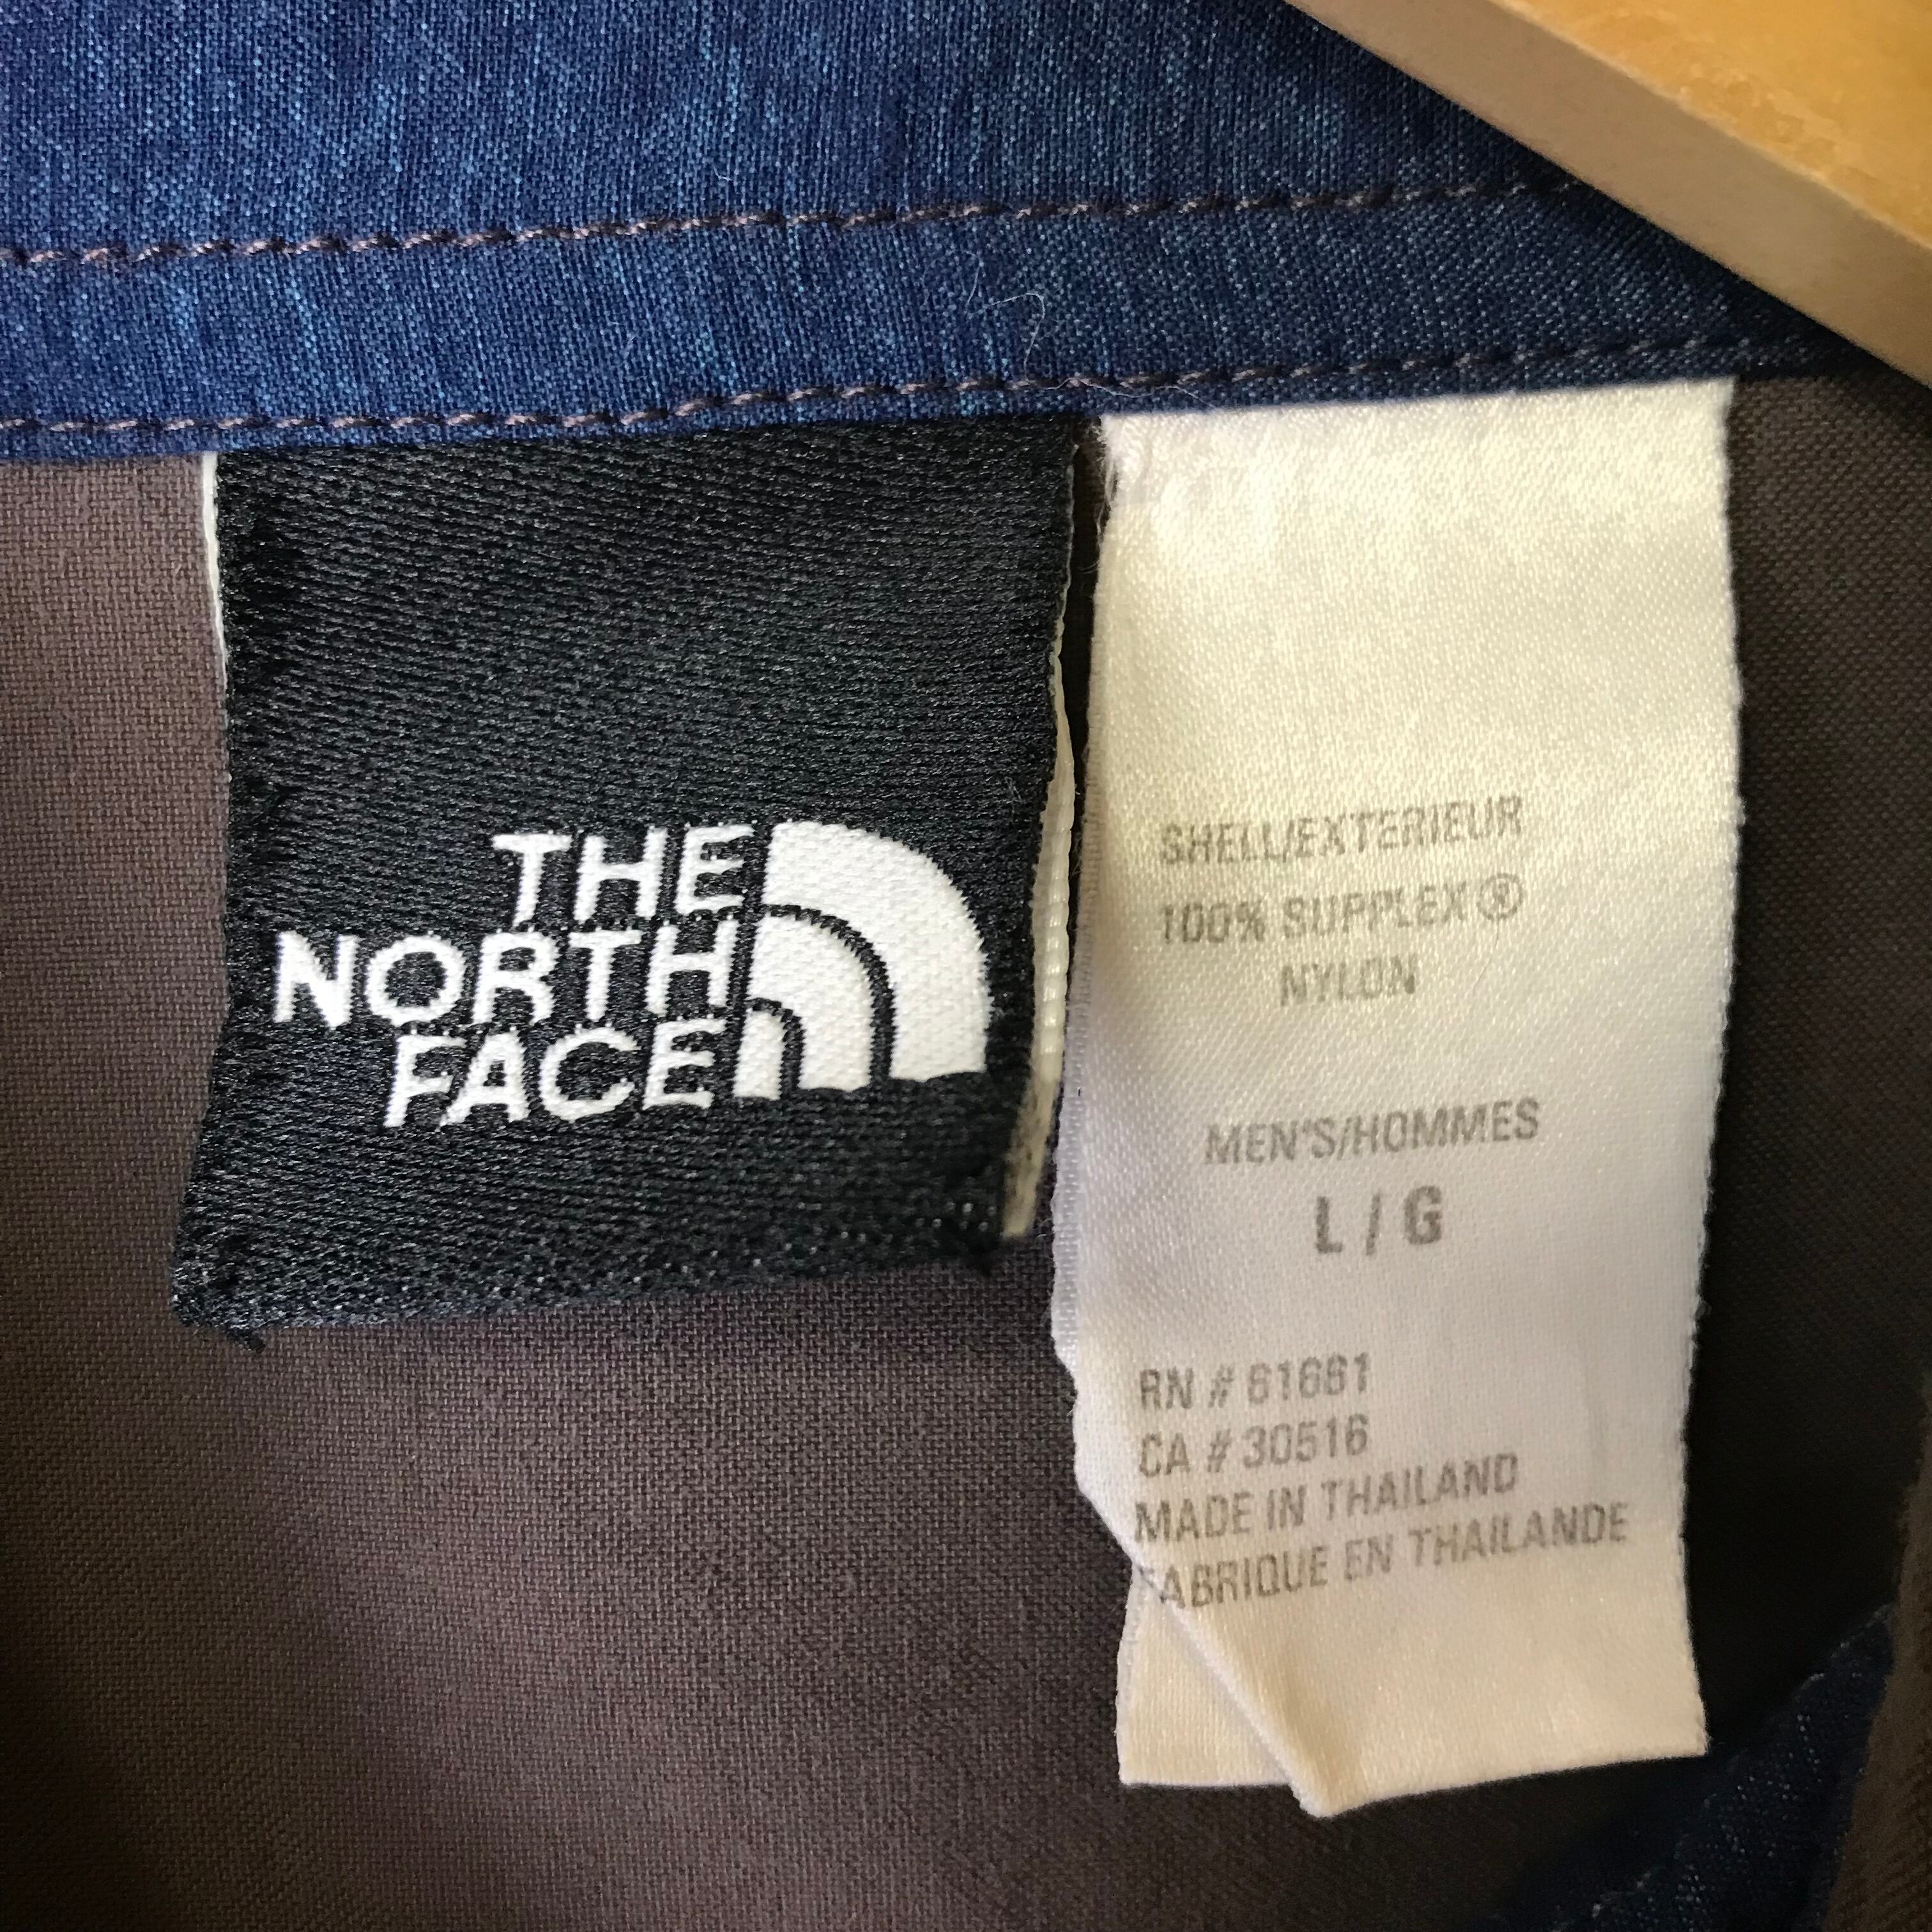 THE
NORTH
FACE
SHELL/EXTERIEUR
100% SUPPLEX®
NYLON
MEN'S/HOMMES
L / G
RN # 61661
CA # 30516
MADE IN THAILAND
FABRIQUE EN THAILANDE